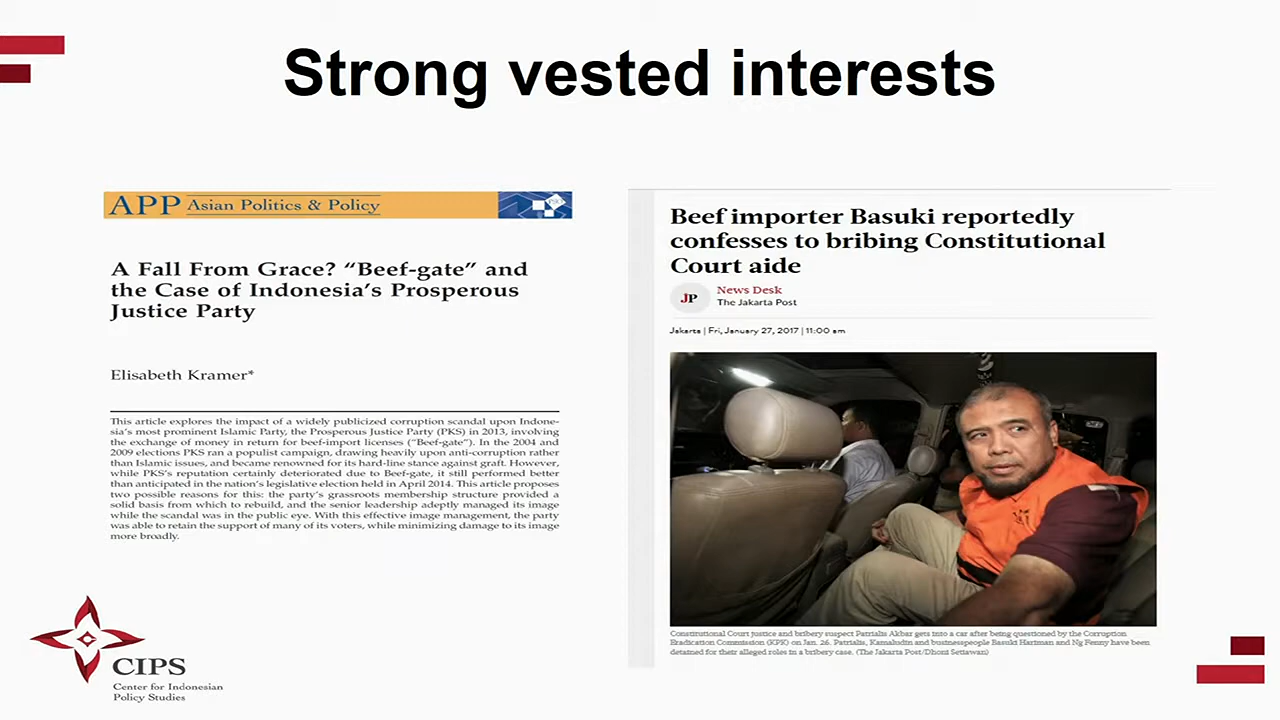 Strong vested interests
APP Asian Politics & Policy
PSO
A Fall From Grace? “Beef-gate” and
the Case of Indonesia’s Prosperous
Justice Party
Elisabeth Kramer*
This article explores the impact of a widely publicized corruption scandal upon Indone-
sia’s most prominent Islamic Party, the Prosperous Justice Party (PKS) in 2013, involving
the exchange of money in return for beef-import licenses (“Beef-gate”). In the 2004 and
2009 elections PKS ran a populist campaign, drawing heavily upon anti-corruption rather
than Islamic issues, and became renowned for its hard-line stance against graft. However,
while PKS’s reputation certainly deteriorated due to Beef-gate, it still performed better
than anticipated in the nation’s legislative election held in April 2014. This article proposes
two possible reasons for this: the party’s grassroots membership structure provided a
solid basis from which to rebuild, and the senior leadership adeptly managed its image
while the scandal was in the public eye. With this effective image management, the party
was able to retain the support of many of its voters, while minimizing damage to its image
more broadly.
Beef importer Basuki reportedly
confesses to bribing Constitutional
Court aide
JP
News Desk
The Jakarta Post
Jakarta | Fri, January 27, 2017 | 11:00 am
Constitutional Court justice and bribery suspect Patrialis Akbar gets into a car after being questioned by the Corruption
Eradication Commission (KPK) on Jan. 26. Patrialis, Kamaludin and businesspeople Basuki Hariman and Ng Fenny have been
detained for their alleged roles in a bribery case. (The Jakarta Post/Dhoni Setiawan)
CIPS
Center for Indonesian
Policy Studies